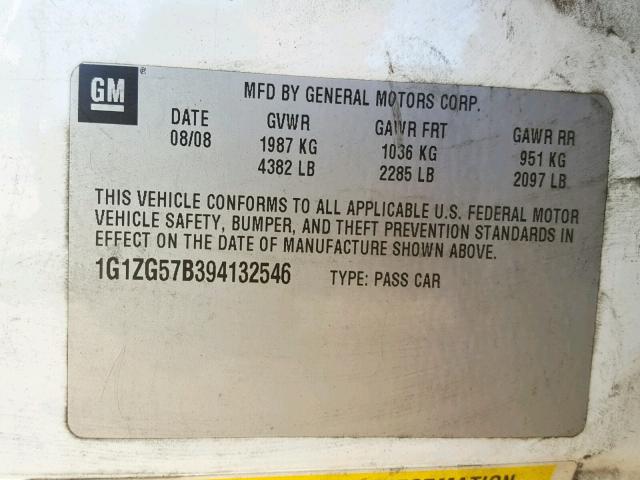 GM ® MFD BY GENERAL MOTORS CORP.
DATE GVWR GAWR FRT GAWR RR
08/08 1987 KG 1036 KG 951 KG
4382 LB 2285 LB 2097 LB
THIS VEHICLE CONFORMS TO ALL APPLICABLE U.S. FEDERAL MOTOR
VEHICLE SAFETY, BUMPER, AND THEFT PREVENTION STANDARDS IN
EFFECT ON THE DATE OF MANUFACTURE SHOWN ABOVE.
1G1ZG57B394132546 TYPE: PASS CAR